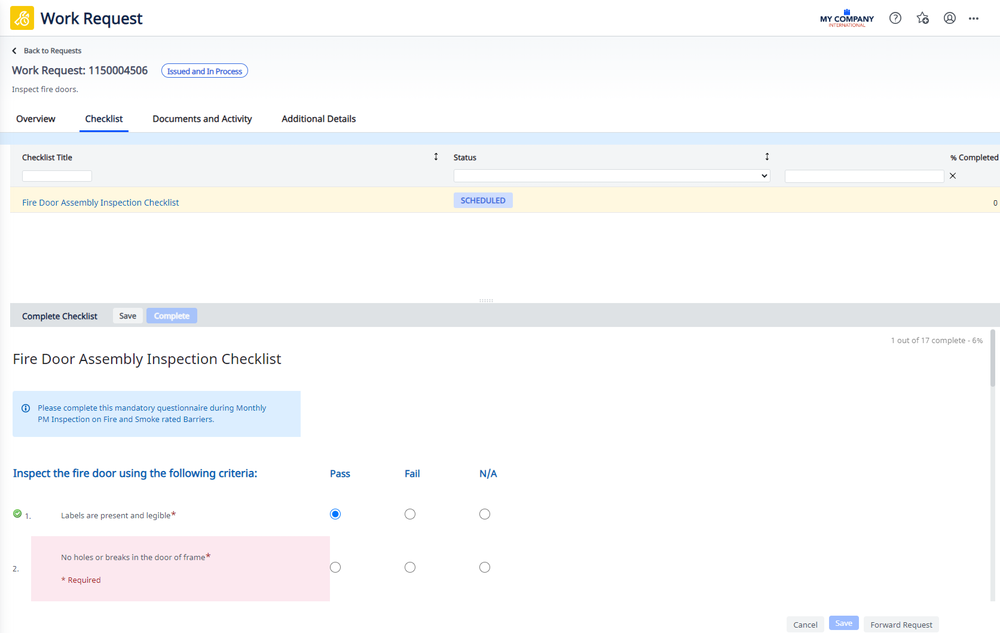 Work Request
MY COMPANY
INTERNATIONAL
Back to Requests
Work Request: 1150004506
Issued and In Process
Inspect fire doors.
Overview
Checklist
Documents and Activity
Additional Details
Checklist Title
Status
% Completed
Fire Door Assembly Inspection Checklist
SCHEDULED
0
Complete Checklist
Save
Complete
1 out of 17 complete - 6%
Fire Door Assembly Inspection Checklist
Please complete this mandatory questionnaire during Monthly
PM Inspection on Fire and Smoke rated Barriers.
Inspect the fire door using the following criteria:
Pass
Fail
N/A
1. Labels are present and legible*
2. No holes or breaks in the door of frame*
* Required
Cancel
Save
Forward Request